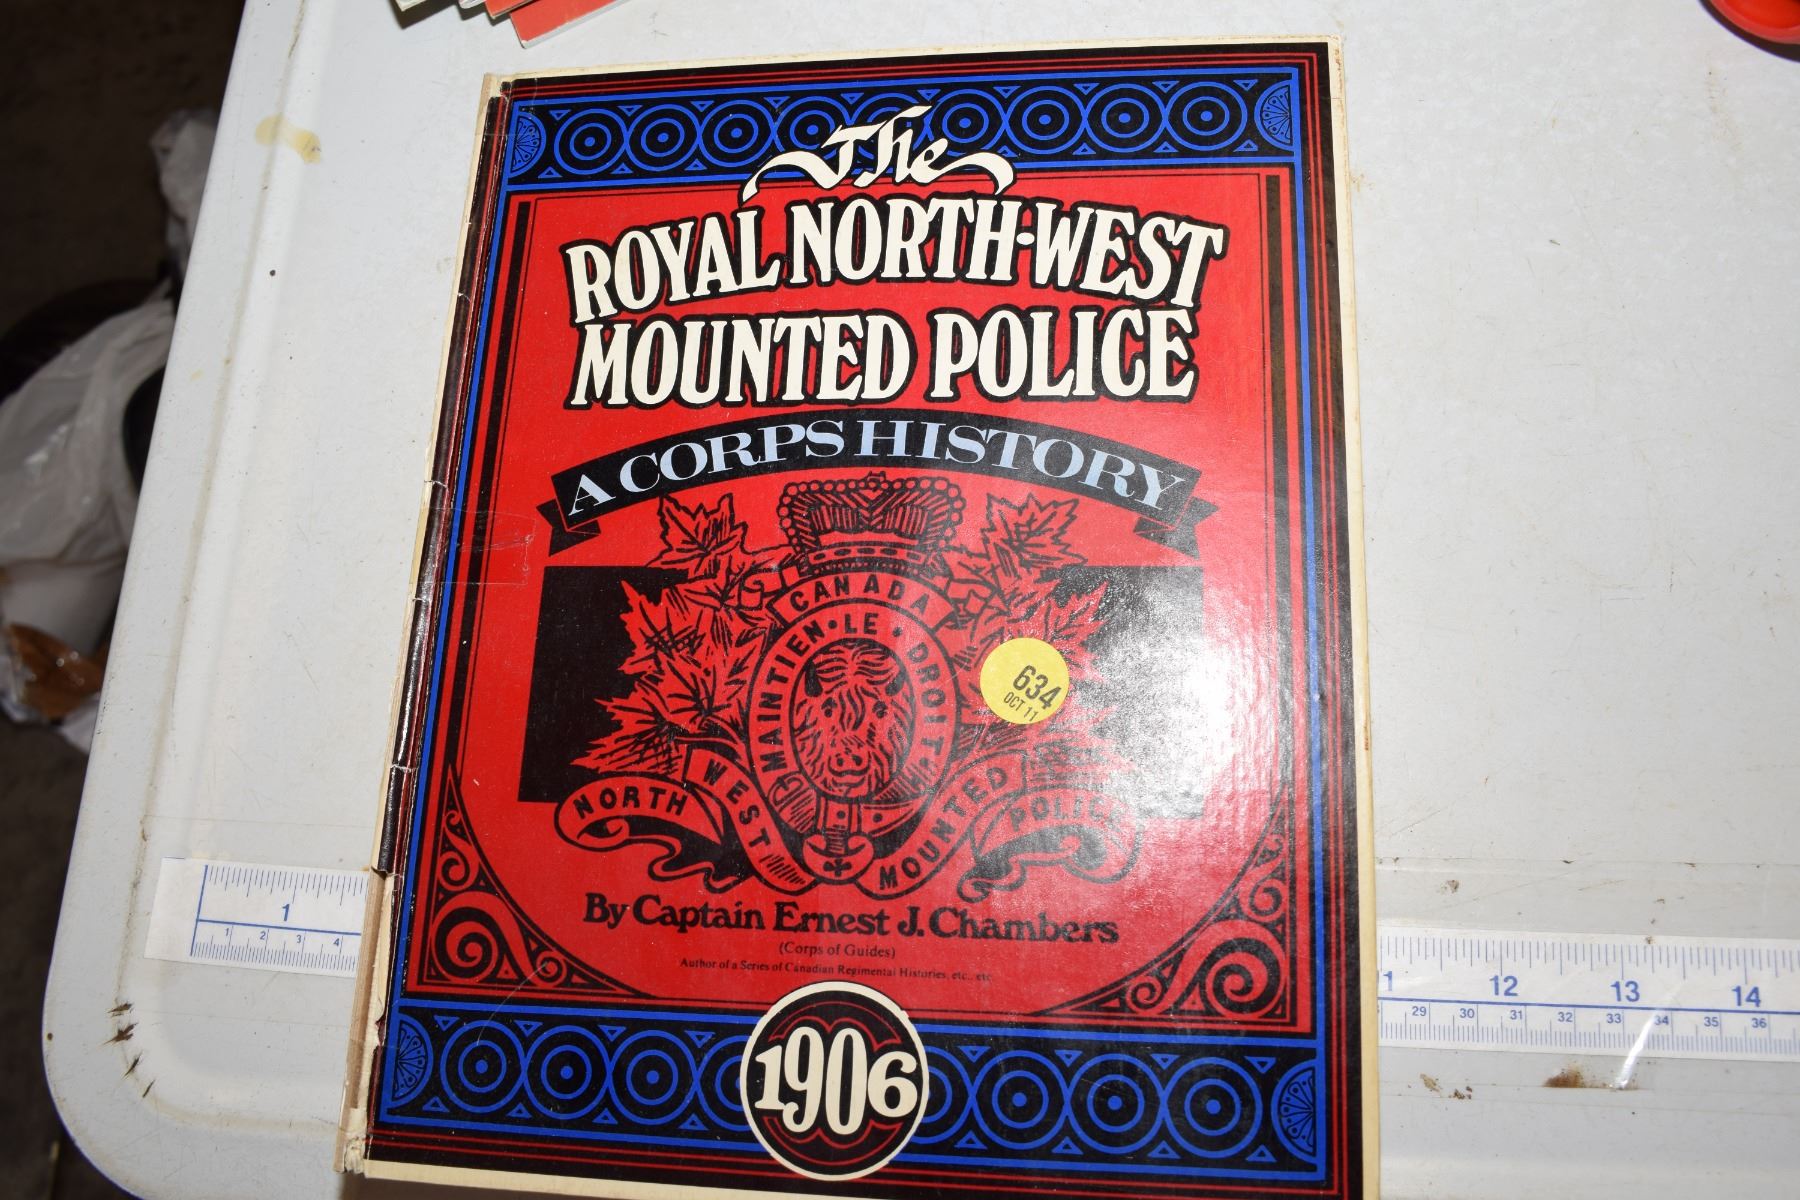 The
ROYAL NORTH-WEST
MOUNTED POLICE
A CORPS HISTORY
CANADA
MAINTIEN · LE · DROIT
NORTH WEST MOUNTED POLICE
634
OCT 11
By Captain Ernest J. Chambers
(Corps of Guides)
Author of a Series of Canadian Regimental Histories, etc., etc.
1906
1
1 2 3 4
1 12 13 14
29 30 31 32 33 34 35 36